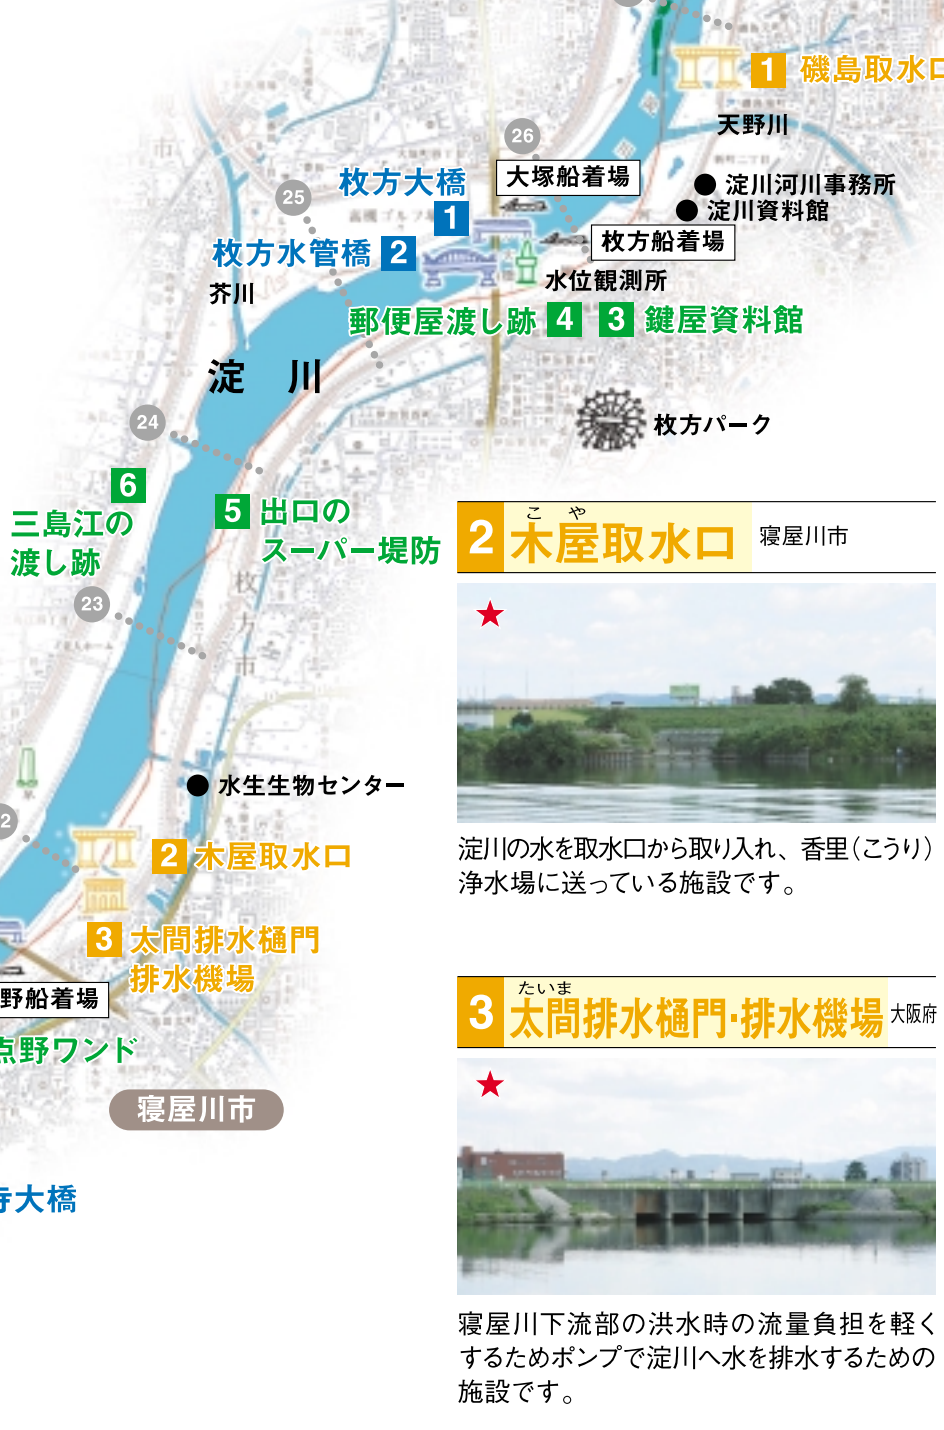 1 磯島取水口
天野川
26
大塚船着場
淀川河川事務所
淀川資料館
枚方大橋
1
25
枚方船着場
枚方水管橋 2
水位観測所
芥川
郵便屋渡し跡 4
3 鍵屋資料館
淀 川
24
枚方パーク
6
三島江の
渡し跡
5 出口の
スーパー堤防
23
枚方市
水生生物センター
2
2 木屋取水口
3 太間排水樋門
排水機場
野船着場
点野ワンド
寝屋川市
寺大橋
こ や
2 木屋取水口 寝屋川市
淀川の水を取水口から取り入れ、香里(こうり)
浄水場に送っている施設です。
たいま
3 太間排水樋門・排水機場 大阪府
寝屋川下流部の洪水時の流量負担を軽く
するためポンプで淀川へ水を排水するための
施設です。